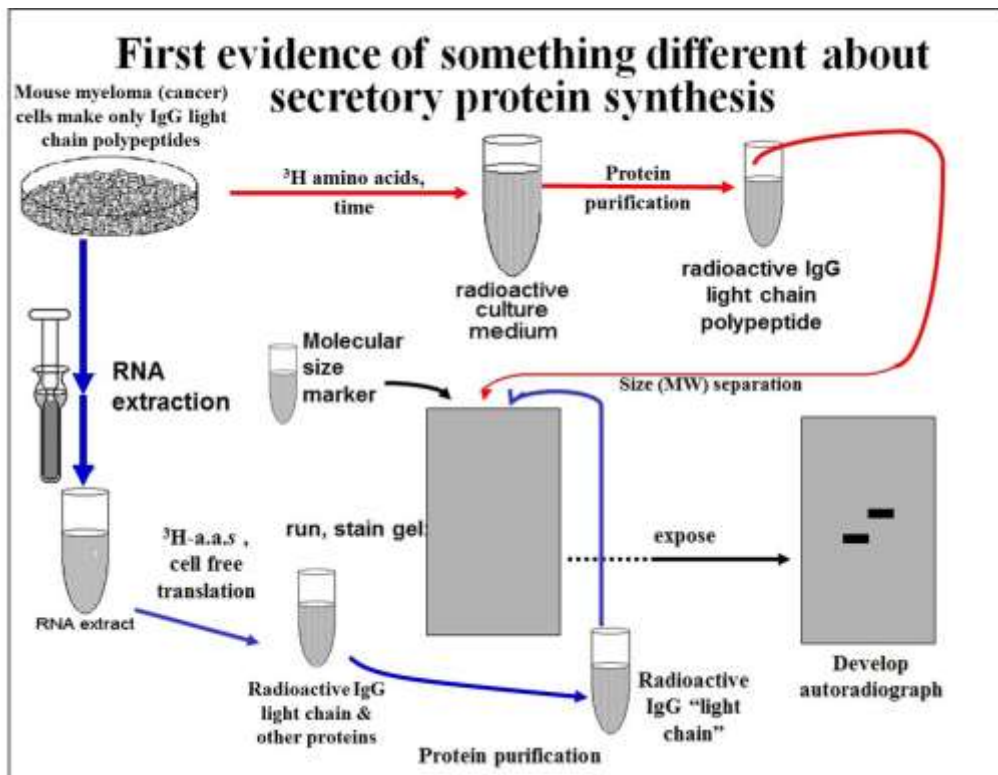 First evidence of something different about
secretory protein synthesis
Mouse myeloma (cancer)
cells make only IgG light
chain polypeptides
³H amino acids,
time
Protein
purification
radioactive
culture
medium
radioactive IgG
light chain
polypeptide
RNA
extraction
Molecular
size
marker
Size (MW) separation
run, stain gel:
expose
³H-a.a.s ,
cell free
translation
RNA extract
Radioactive IgG
light chain &
other proteins
Protein purification
Radioactive
IgG “light
chain”
Develop
autoradiograph